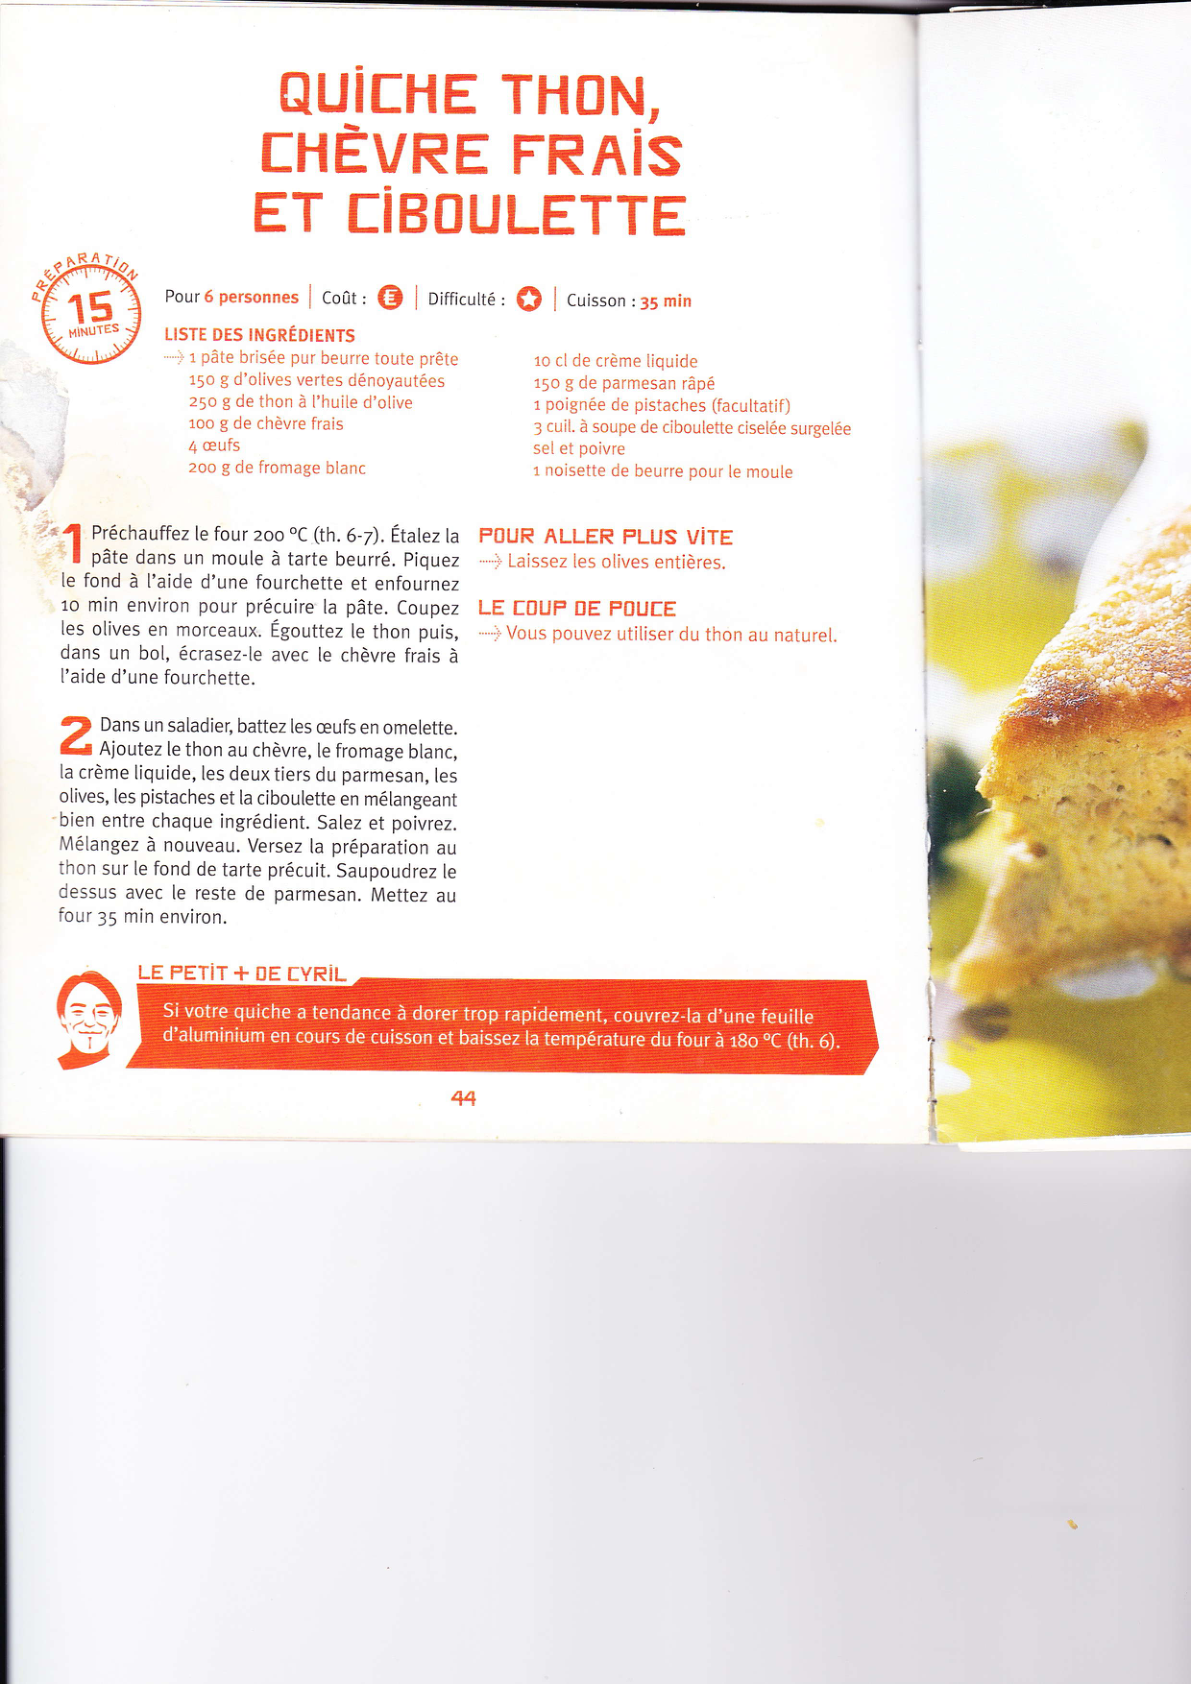 QUiCHE THON,
CHÈVRE FRAiS
ET CiBOULETTE
PRÉPARATiON
15
MINUTES
Pour 6 personnes | Coût : E | Difficulté : | Cuisson : 35 min
LISTE DES INGRÉDIENTS
1 pâte brisée pur beurre toute prête
150 g d'olives vertes dénoyautées
250 g de thon à l'huile d'olive
100 g de chèvre frais
4 œufs
200 g de fromage blanc
10 cl de crème liquide
150 g de parmesan râpé
1 poignée de pistaches (facultatif)
3 cuil. à soupe de ciboulette ciselée surgelée
sel et poivre
1 noisette de beurre pour le moule
1 Préchauffez le four 200 °C (th. 6-7). Étalez la
pâte dans un moule à tarte beurré. Piquez
le fond à l'aide d'une fourchette et enfournez
10 min environ pour précuire la pâte. Coupez
les olives en morceaux. Égouttez le thon puis,
dans un bol, écrasez-le avec le chèvre frais à
l'aide d'une fourchette.
2 Dans un saladier, battez les œufs en omelette.
Ajoutez le thon au chèvre, le fromage blanc,
la crème liquide, les deux tiers du parmesan, les
olives, les pistaches et la ciboulette en mélangeant
bien entre chaque ingrédient. Salez et poivrez.
Mélangez à nouveau. Versez la préparation au
thon sur le fond de tarte précuit. Saupoudrez le
dessus avec le reste de parmesan. Mettez au
four 35 min environ.
POUR ALLER PLUS ViTE
Laissez les olives entières.
LE COUP DE POUCE
Vous pouvez utiliser du thon au naturel.
LE PETiT + DE CYRiL
Si votre quiche a tendance à dorer trop rapidement, couvrez-la d'une feuille
d'aluminium en cours de cuisson et baissez la température du four à 180 °C (th. 6).
44